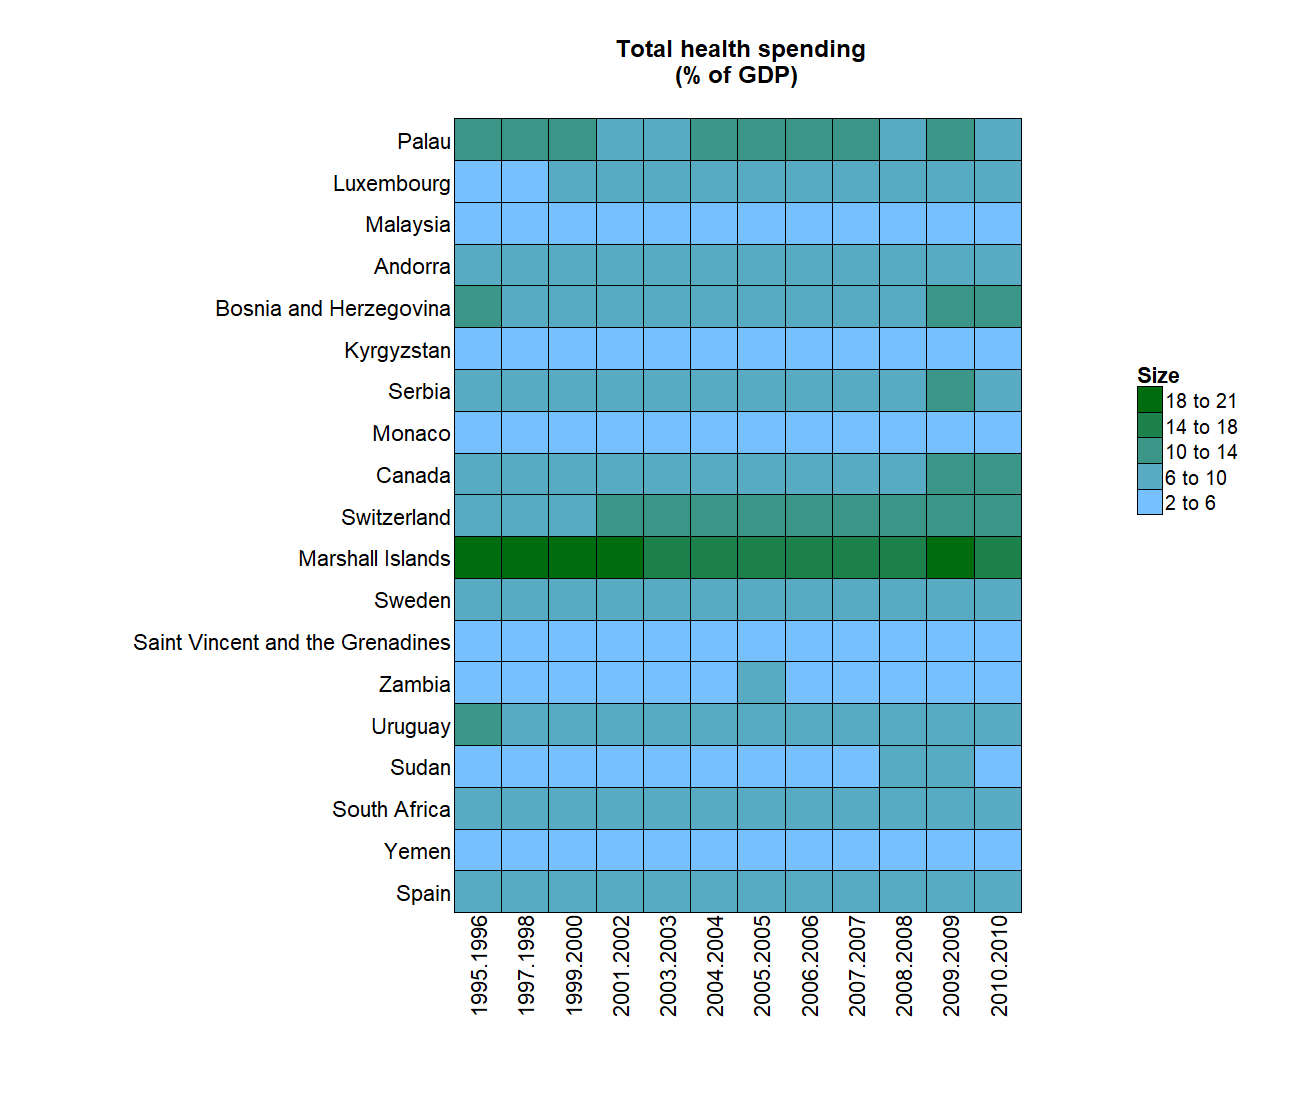 Total health spending
(% of GDP)
Palau
Luxembourg
Malaysia
Andorra
Bosnia and Herzegovina
Kyrgyzstan
Serbia
Monaco
Canada
Switzerland
Marshall Islands
Sweden
Saint Vincent and the Grenadines
Zambia
Uruguay
Sudan
South Africa
Yemen
Spain
1995.1996
1997.1998
1999.2000
2001.2002
2003.2003
2004.2004
2005.2005
2006.2006
2007.2007
2008.2008
2009.2009
2010.2010
Size
18 to 21
14 to 18
10 to 14
6 to 10
2 to 6